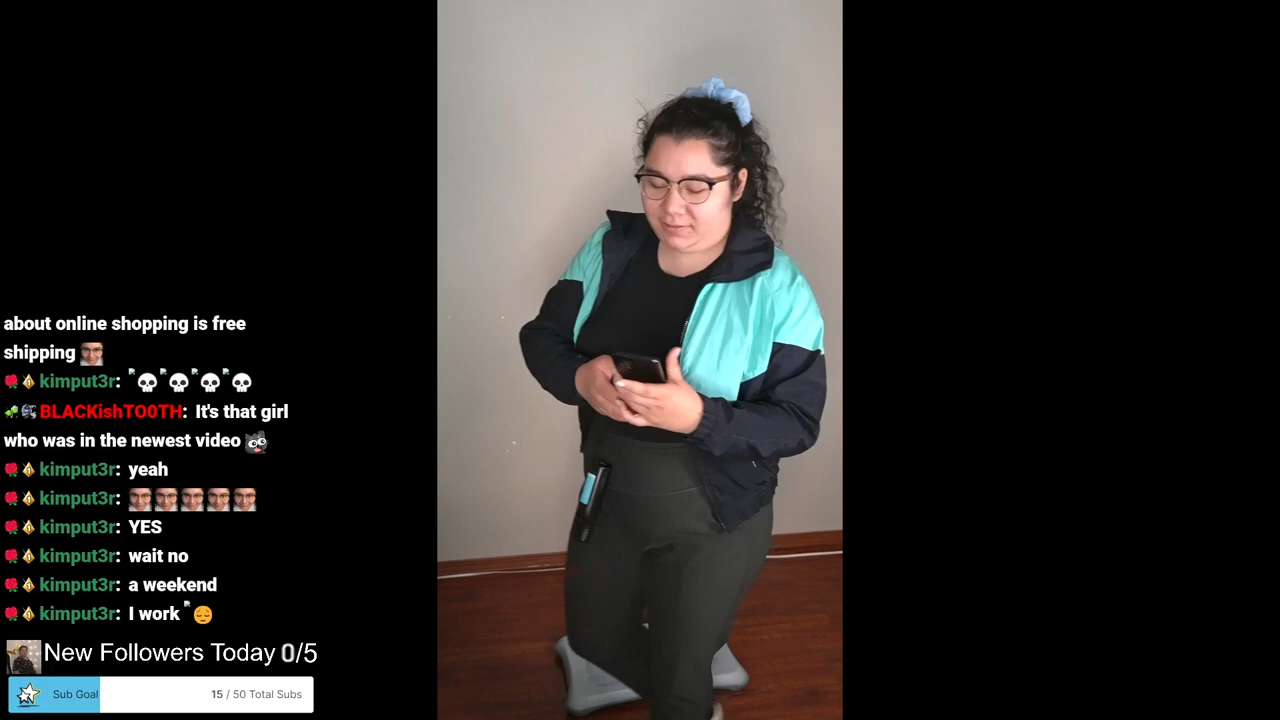 about online shopping is free
shipping
kimput3r:
BLACKishTO0TH: It's that girl
who was in the newest video
kimput3r: yeah
kimput3r:
kimput3r: YES
kimput3r: wait no
kimput3r: a weekend
kimput3r: I work
New Followers Today 0/5
Sub Goal 15 / 50 Total Subs